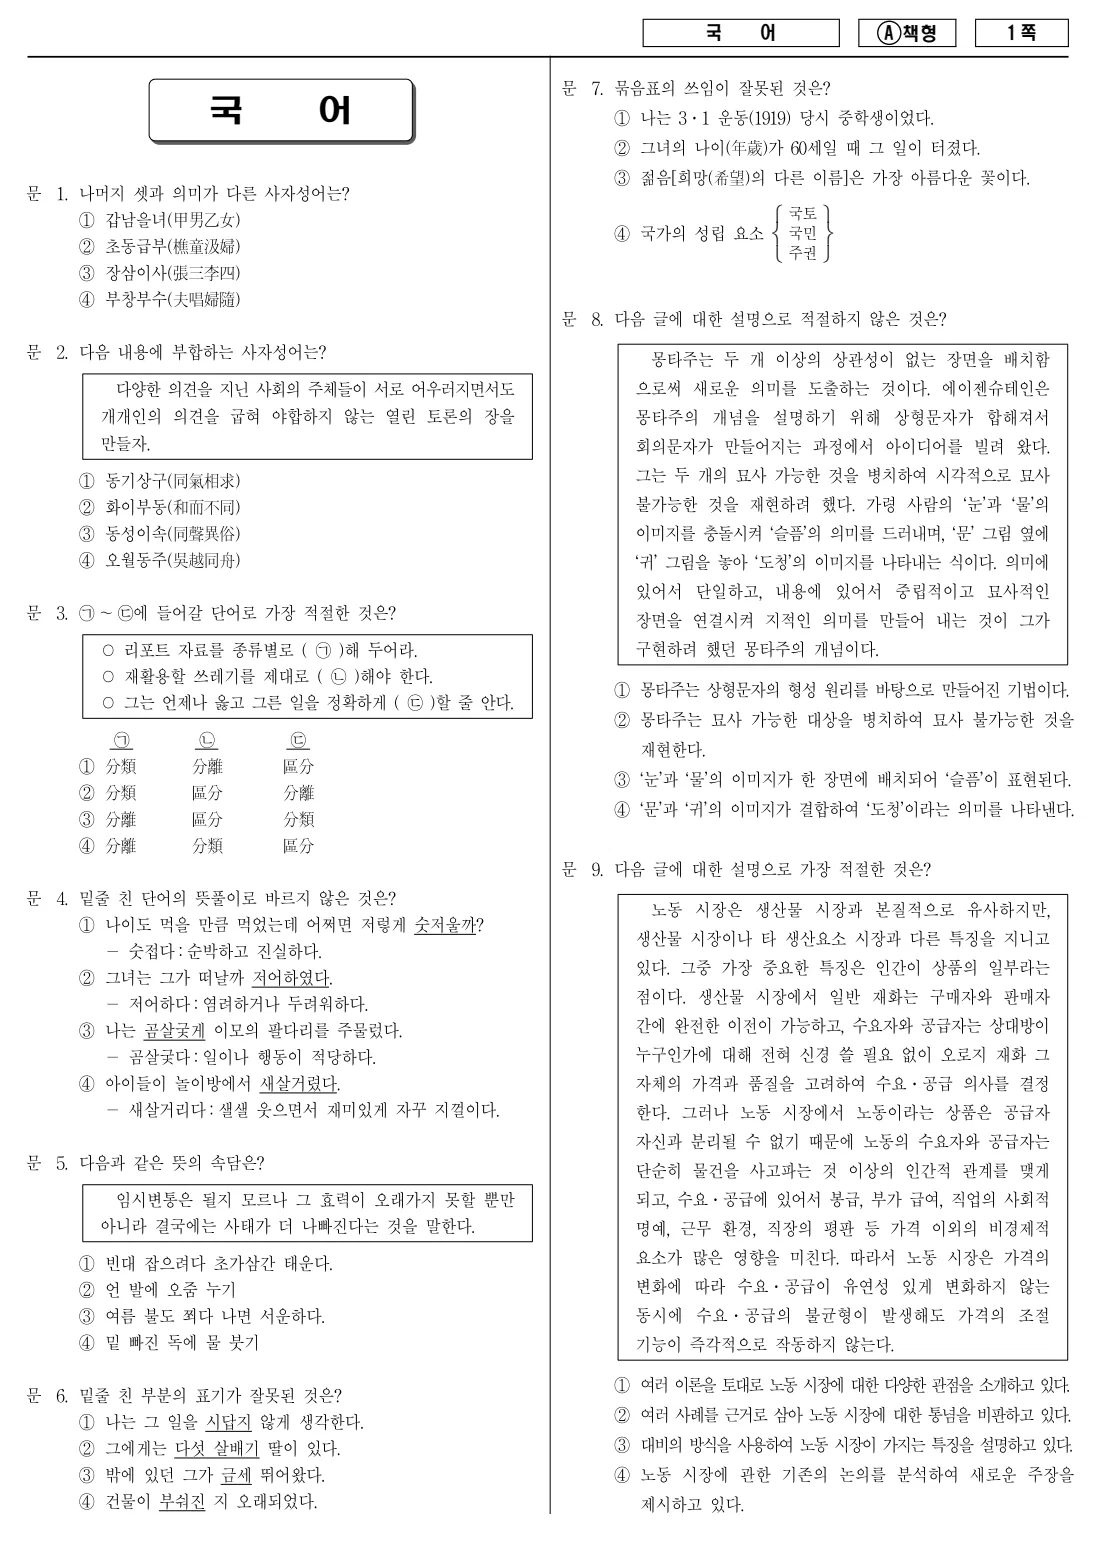 국 어
Ⓐ책형
1쪽
국 어
문 1. 나머지 셋과 의미가 다른 사자성어는?
① 갑남을녀(甲男乙女)
② 초동급부(樵童汲婦)
③ 장삼이사(張三李四)
④ 부창부수(夫唱婦隨)
문 2. 다음 내용에 부합하는 사자성어는?
다양한 의견을 지닌 사회의 주체들이 서로 어우러지면서도
개개인의 의견을 굽혀 야합하지 않는 열린 토론의 장을
만들자.
① 동기상구(同氣相求)
② 화이부동(和而不同)
③ 동성이속(同聲異俗)
④ 오월동주(吳越同舟)
문 3. ㉠ ~ ㉢에 들어갈 단어로 가장 적절한 것은?
○ 리포트 자료를 종류별로 ( ㉠ )해 두어라.
○ 재활용할 쓰레기를 제대로 ( ㉡ )해야 한다.
○ 그는 언제나 옳고 그른 일을 정확하게 ( ㉢ )할 줄 안다.
㉠ ㉡ ㉢
① 分類 分離 區分
② 分類 區分 分離
③ 分離 區分 分類
④ 分離 分類 區分
문 4. 밑줄 친 단어의 뜻풀이로 바르지 않은 것은?
① 나이도 먹을 만큼 먹었는데 어쩌면 저렇게 숫저울까?
－ 숫접다 : 순박하고 진실하다.
② 그녀는 그가 떠날까 저어하였다.
－ 저어하다 : 염려하거나 두려워하다.
③ 나는 곰살궂게 이모의 팔다리를 주물렀다.
－ 곰살궂다 : 일이나 행동이 적당하다.
④ 아이들이 놀이방에서 새살거렸다.
－ 새살거리다 : 샐샐 웃으면서 재미있게 자꾸 지껄이다.
문 5. 다음과 같은 뜻의 속담은?
임시변통은 될지 모르나 그 효력이 오래가지 못할 뿐만
아니라 결국에는 사태가 더 나빠진다는 것을 말한다.
① 빈대 잡으려다 초가삼간 태운다.
② 언 발에 오줌 누기
③ 여름 불도 쬐다 나면 서운하다.
④ 밑 빠진 독에 물 붓기
문 6. 밑줄 친 부분의 표기가 잘못된 것은?
① 나는 그 일을 시답지 않게 생각한다.
② 그에게는 다섯 살배기 딸이 있다.
③ 밖에 있던 그가 금세 뛰어왔다.
④ 건물이 부숴진 지 오래되었다.
문 7. 묶음표의 쓰임이 잘못된 것은?
① 나는 3·1 운동(1919) 당시 중학생이었다.
② 그녀의 나이(年歲)가 60세일 때 그 일이 터졌다.
③ 젊음[희망(希望)의 다른 이름]은 가장 아름다운 꽃이다.
④ 국가의 성립 요소 { 국토
국민
주권 }
문 8. 다음 글에 대한 설명으로 적절하지 않은 것은?
몽타주는 두 개 이상의 상관성이 없는 장면을 배치함
으로써 새로운 의미를 도출하는 것이다. 에이젠슈테인은
몽타주의 개념을 설명하기 위해 상형문자가 합해져서
회의문자가 만들어지는 과정에서 아이디어를 빌려 왔다.
그는 두 개의 묘사 가능한 것을 병치하여 시각적으로 묘사
불가능한 것을 재현하려 했다. 가령 사람의 ‘눈’과 ‘물’의
이미지를 충돌시켜 ‘슬픔’의 의미를 드러내며, ‘문’ 그림 옆에
‘귀’ 그림을 놓아 ‘도청’의 이미지를 나타내는 식이다. 의미에
있어서 단일하고, 내용에 있어서 중립적이고 묘사적인
장면을 연결시켜 지적인 의미를 만들어 내는 것이 그가
구현하려 했던 몽타주의 개념이다.
① 몽타주는 상형문자의 형성 원리를 바탕으로 만들어진 기법이다.
② 몽타주는 묘사 가능한 대상을 병치하여 묘사 불가능한 것을
재현한다.
③ ‘눈’과 ‘물’의 이미지가 한 장면에 배치되어 ‘슬픔’이 표현된다.
④ ‘문’과 ‘귀’의 이미지가 결합하여 ‘도청’이라는 의미를 나타낸다.
문 9. 다음 글에 대한 설명으로 가장 적절한 것은?
노동 시장은 생산물 시장과 본질적으로 유사하지만,
생산물 시장이나 타 생산요소 시장과 다른 특징을 지니고
있다. 그중 가장 중요한 특징은 인간이 상품의 일부라는
점이다. 생산물 시장에서 일반 재화는 구매자와 판매자
간에 완전한 이전이 가능하고, 수요자와 공급자는 상대방이
누구인가에 대해 전혀 신경 쓸 필요 없이 오로지 재화 그
자체의 가격과 품질을 고려하여 수요·공급 의사를 결정
한다. 그러나 노동 시장에서 노동이라는 상품은 공급자
자신과 분리될 수 없기 때문에 노동의 수요자와 공급자는
단순히 물건을 사고파는 것 이상의 인간적 관계를 맺게
되고, 수요·공급에 있어서 봉급, 부가 급여, 직업의 사회적
명예, 근무 환경, 직장의 평판 등 가격 이외의 비경제적
요소가 많은 영향을 미친다. 따라서 노동 시장은 가격의
변화에 따라 수요·공급이 유연성 있게 변화하지 않는
동시에 수요·공급의 불균형이 발생해도 가격의 조절
기능이 즉각적으로 작동하지 않는다.
① 여러 이론을 토대로 노동 시장에 대한 다양한 관점을 소개하고 있다.
② 여러 사례를 근거로 삼아 노동 시장에 대한 통념을 비판하고 있다.
③ 대비의 방식을 사용하여 노동 시장이 가지는 특징을 설명하고 있다.
④ 노동 시장에 관한 기존의 논의를 분석하여 새로운 주장을
제시하고 있다.